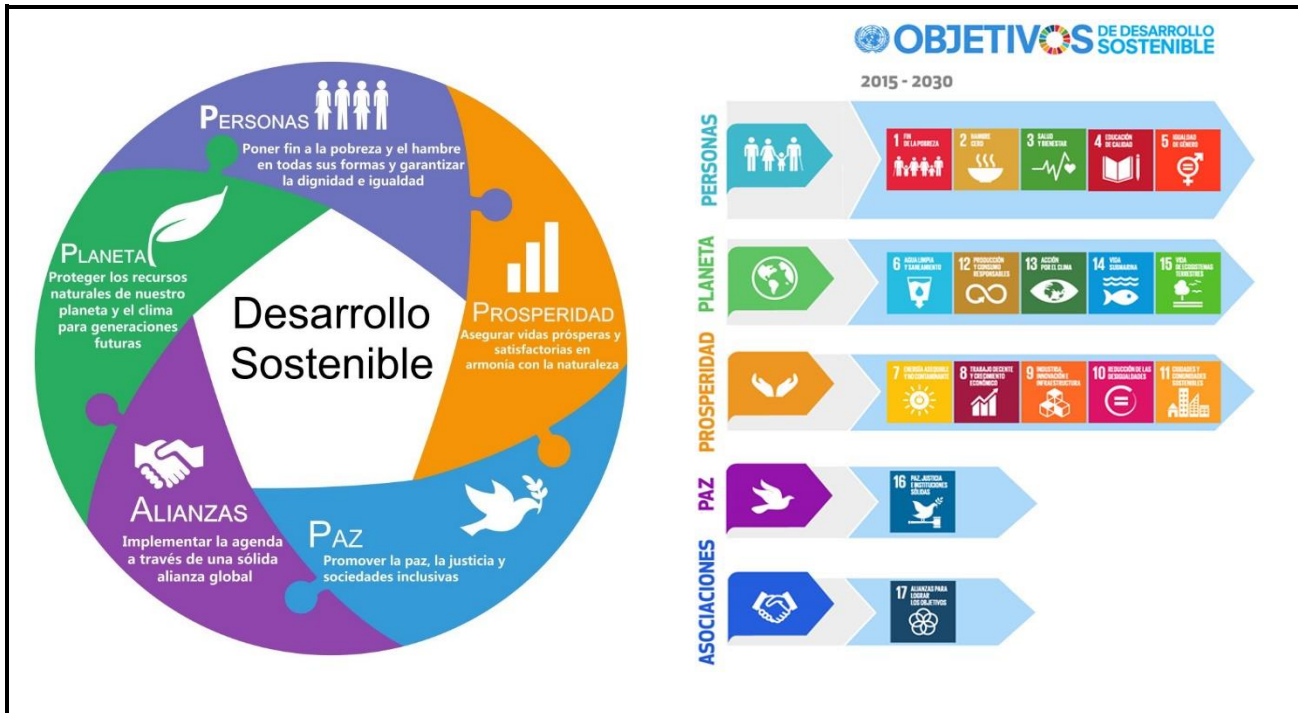 PERSONAS
Poner fin a la pobreza y el hambre
en todas sus formas y garantizar
la dignidad e igualdad
PLANETA
Proteger los recursos
naturales de nuestro
planeta y el clima
para generaciones
futuras
Desarrollo
Sostenible
PROSPERIDAD
Asegurar vidas prósperas y
satisfactorias en
armonía con la naturaleza
ALIANZAS
Implementar la agenda
a través de una sólida
alianza global
PAZ
Promover la paz, la justicia y
sociedades inclusivas
OBJETIVOS DE DESARROLLO
SOSTENIBLE
2015 - 2030
PERSONAS
1 FIN
DE LA POBREZA
2 HAMBRE
CERO
3 SALUD
Y BIENESTAR
4 EDUCACIÓN
DE CALIDAD
5 IGUALDAD
DE GÉNERO
PLANETA
6 AGUA LIMPIA
Y SANEAMIENTO
12 PRODUCCIÓN
Y CONSUMO
RESPONSABLES
13 ACCIÓN
POR EL CLIMA
14 VIDA
SUBMARINA
15 VIDA
DE ECOSISTEMAS
TERRESTRES
PROSPERIDAD
7 ENERGÍA ASEQUIBLE
Y NO CONTAMINANTE
8 TRABAJO DECENTE
Y CRECIMIENTO
ECONÓMICO
9 INDUSTRIA,
INNOVACIÓN E
INFRAESTRUCTURA
10 REDUCCIÓN DE LAS
DESIGUALDADES
11 CIUDADES Y
COMUNIDADES
SOSTENIBLES
PAZ
16 PAZ, JUSTICIA
E INSTITUCIONES
SÓLIDAS
ASOCIACIONES
17 ALIANZAS PARA
LOGRAR
LOS OBJETIVOS